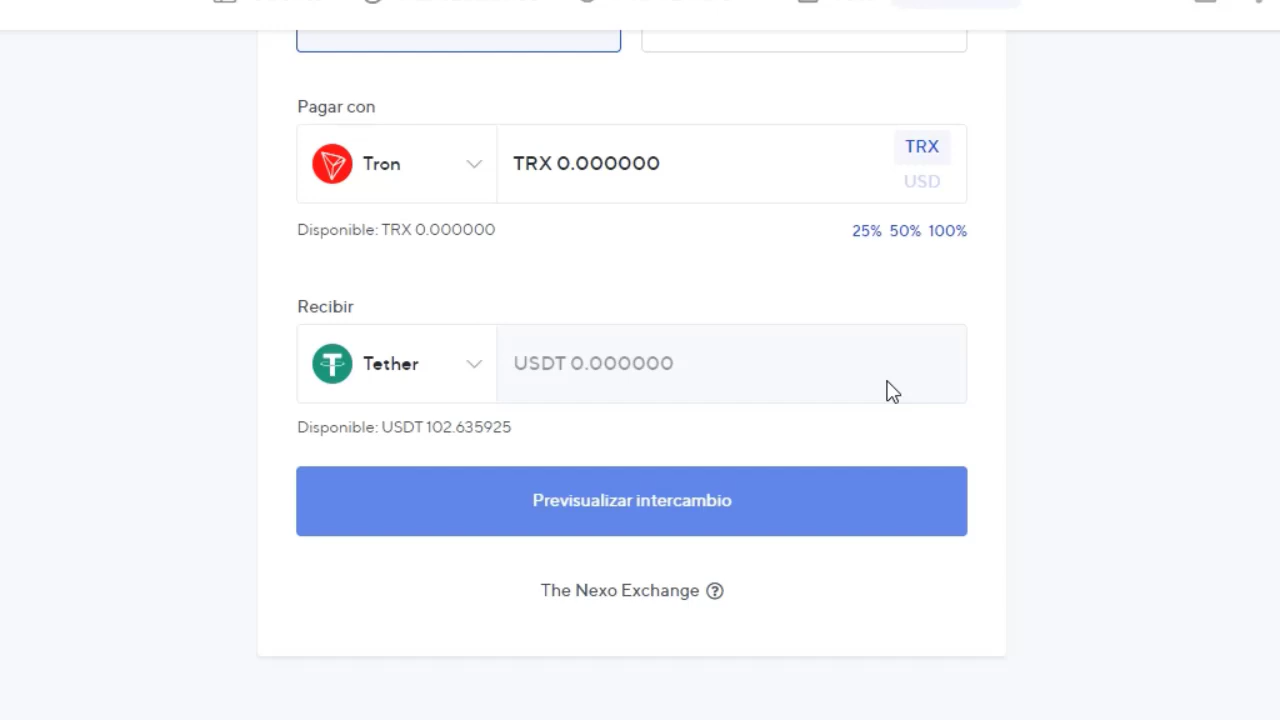 Pagar con
Tron
TRX 0.000000
TRX
USD
Disponible: TRX 0.000000
25% 50% 100%
Recibir
Tether
USDT 0.000000
Disponible: USDT 102.635925
Previsualizar intercambio
The Nexo Exchange